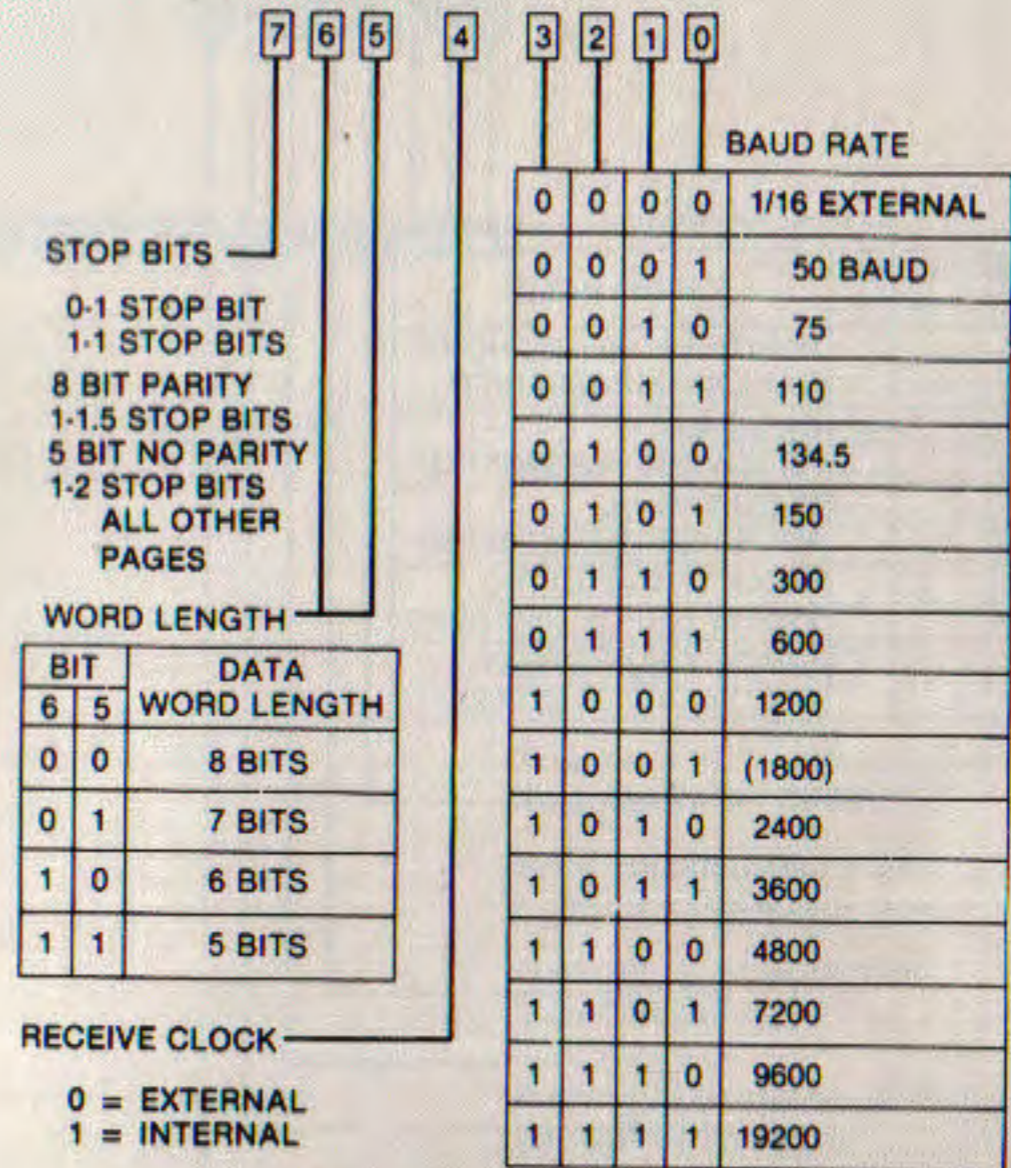 7 6 5 4 3 2 1 0
STOP BITS
0-1 STOP BIT
1-1 STOP BITS
8 BIT PARITY
1-1.5 STOP BITS
5 BIT NO PARITY
1-2 STOP BITS
ALL OTHER
PAGES
WORD LENGTH
BIT DATA
6 5 WORD LENGTH
0 0 8 BITS
0 1 7 BITS
1 0 6 BITS
1 1 5 BITS
RECEIVE CLOCK
0 = EXTERNAL
1 = INTERNAL
BAUD RATE
0 0 0 0 1/16 EXTERNAL
0 0 0 1 50 BAUD
0 0 1 0 75
0 0 1 1 110
0 1 0 0 134.5
0 1 0 1 150
0 1 1 0 300
0 1 1 1 600
1 0 0 0 1200
1 0 0 1 (1800)
1 0 1 0 2400
1 0 1 1 3600
1 1 0 0 4800
1 1 0 1 7200
1 1 1 0 9600
1 1 1 1 19200